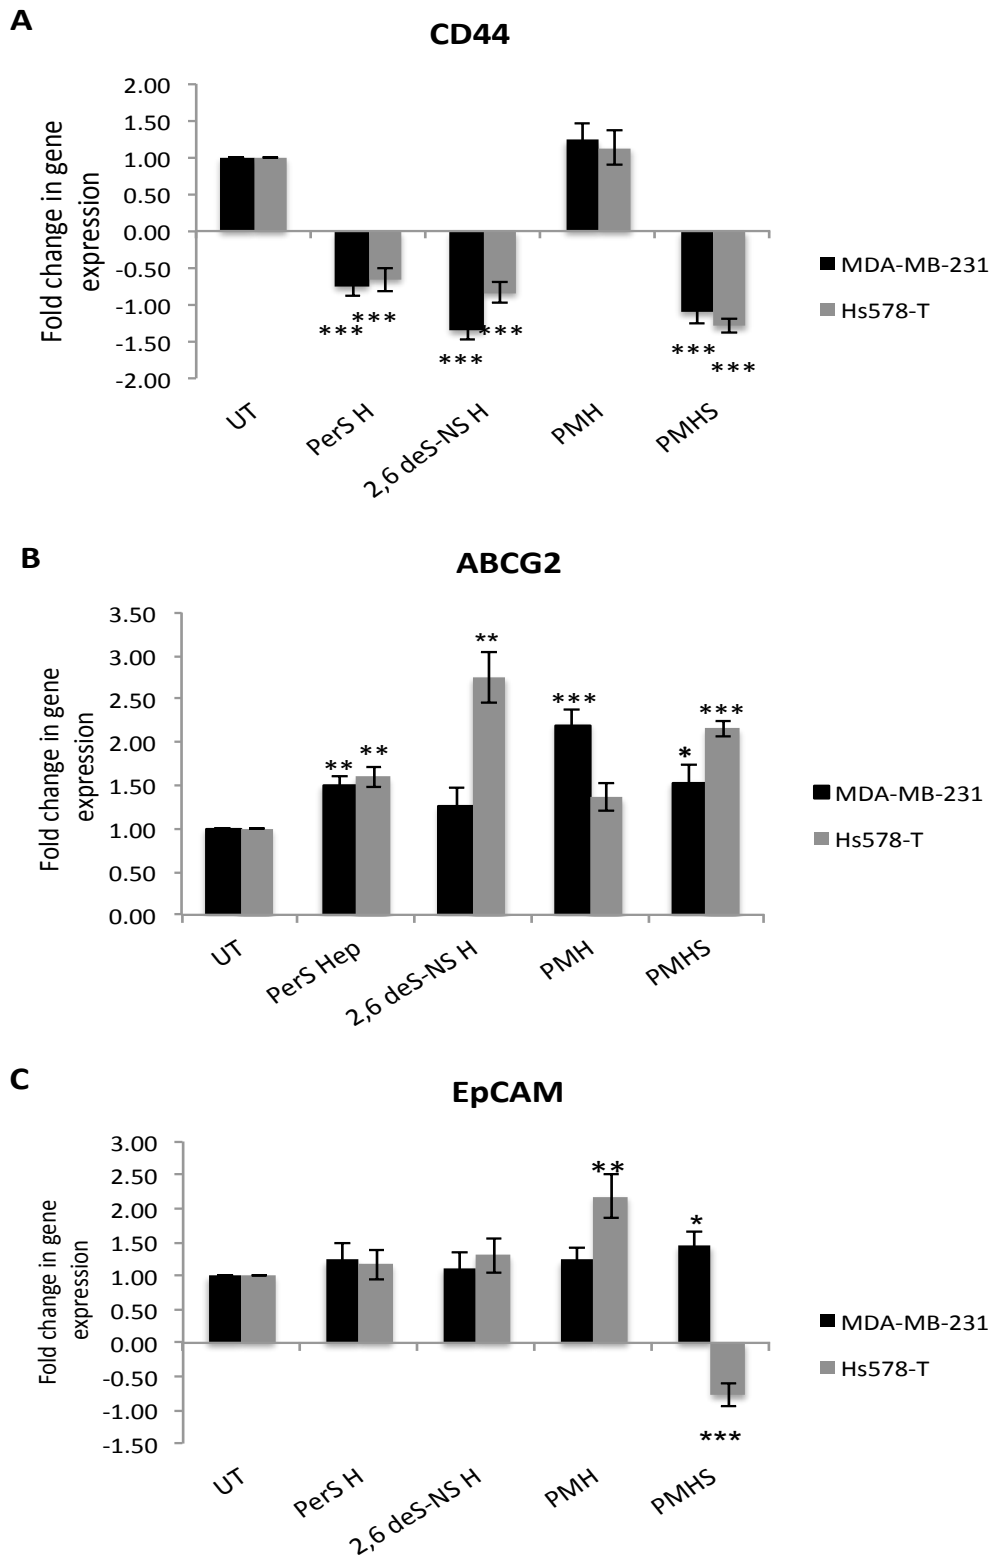 A
CD44
Fold change in gene
expression
2.00
1.50
1.00
0.50
0.00
-0.50
-1.00
-1.50
-2.00
***
***
***
***
***
***
UT
PerS H
2,6 deS-NS H
PMH
PMHS
MDA-MB-231
Hs578-T
B
ABCG2
Fold change in gene
expression
3.50
3.00
2.50
2.00
1.50
1.00
0.50
0.00
**
**
**
***
*
***
UT
PerS Hep
2,6 deS-NS H
PMH
PMHS
MDA-MB-231
Hs578-T
C
EpCAM
Fold change in gene
expression
3.00
2.50
2.00
1.50
1.00
0.50
0.00
-0.50
-1.00
-1.50
**
*
***
UT
PerS H
2,6 deS-NS H
PMH
PMHS
MDA-MB-231
Hs578-T